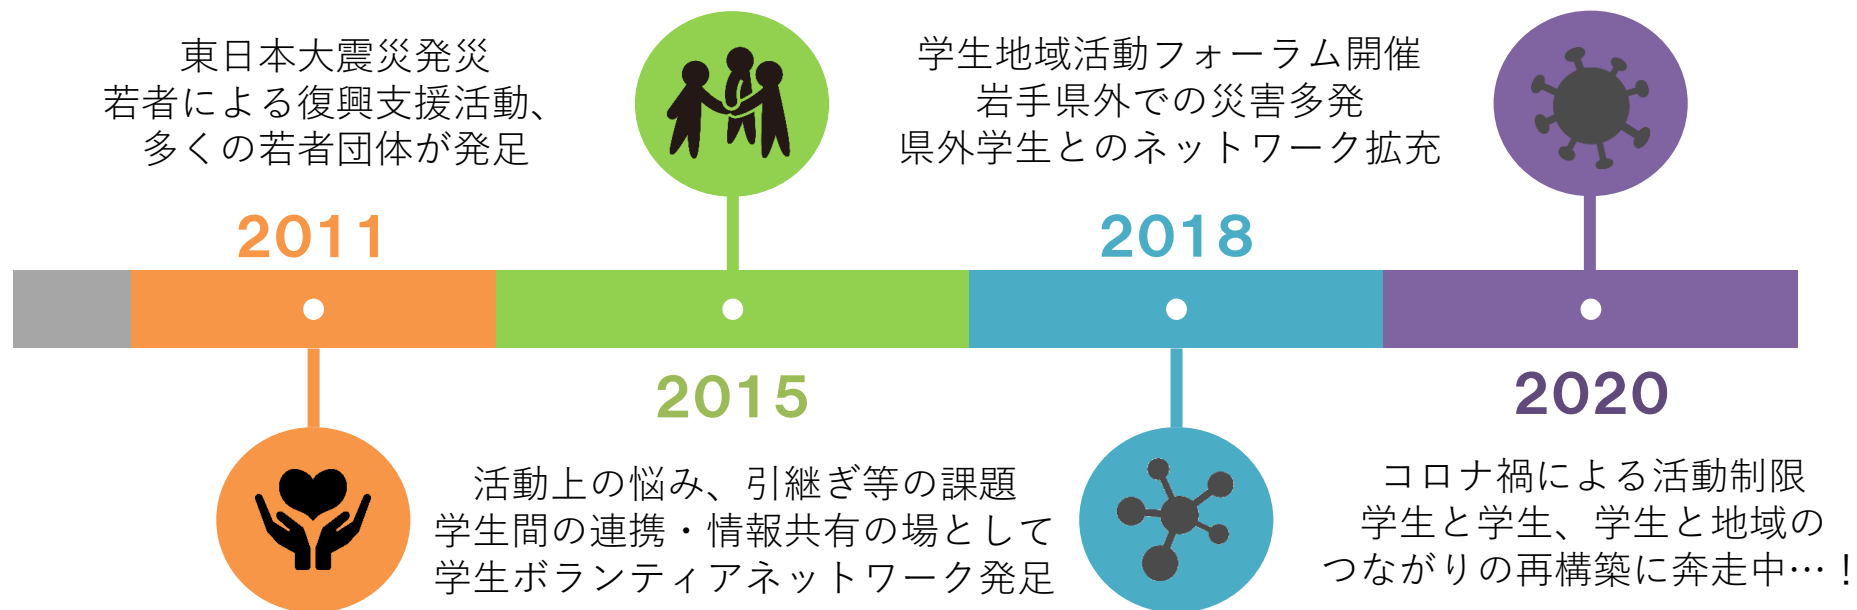 東日本大震災発災
若者による復興支援活動、
多くの若者団体が発足
2011
2015
活動上の悩み、引継ぎ等の課題
学生間の連携・情報共有の場として
学生ボランティアネットワーク発足
学生地域活動フォーラム開催
岩手県外での災害多発
県外学生とのネットワーク拡充
2018
2020
コロナ禍による活動制限
学生と学生、学生と地域の
つながりの再構築に奔走中…！